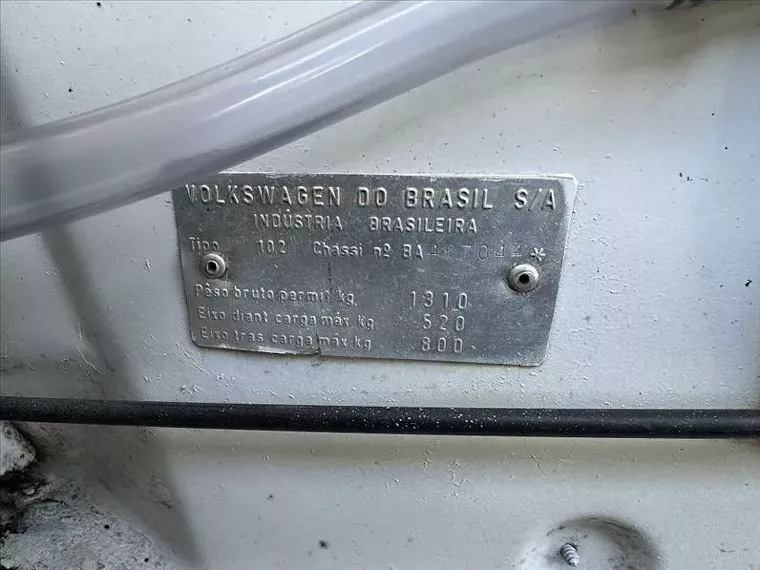 VOLKSWAGEN DO BRASIL S/A
INDÚSTRIA BRASILEIRA
Tipo 102 Chassi nº
Pêso bruto permit kg. 1310
Eixo diant carga máx kg 520
Eixo tras carga máx kg 800